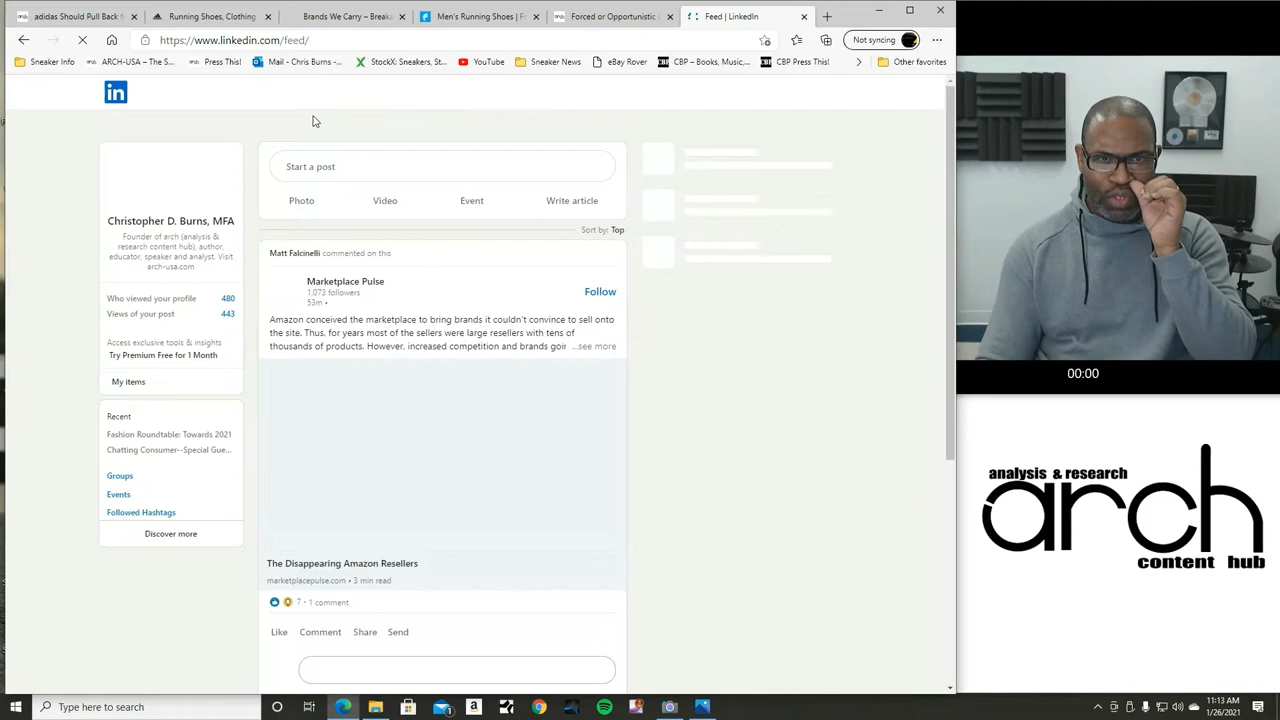 adidas Should Pull Back f
Running Shoes, Clothing
Brands We Carry – Breaka
Men's Running Shoes | Fr
Forced or Opportunistic D
Feed | LinkedIn
https://www.linkedin.com/feed/
Not syncing
Sneaker Info
ARCH-USA – The S...
Press This!
Mail - Chris Burns -...
StockX: Sneakers, St...
YouTube
Sneaker News
eBay Rover
CBP – Books, Music,...
CBP Press This!
Other favorites
in
Start a post
Photo
Video
Event
Write article
Sort by: Top
Christopher D. Burns, MFA
Founder of arch (analysis &
research content hub), author,
educator, speaker and analyst. Visit
arch-usa.com
Who viewed your profile 480
Views of your post 443
Access exclusive tools & insights
Try Premium Free for 1 Month
My items
Recent
Fashion Roundtable: Towards 2021
Chatting Consumer--Special Gue...
Groups
Events
Followed Hashtags
Discover more
Matt Falcinelli commented on this
Marketplace Pulse
1,073 followers
53m •
Follow
Amazon conceived the marketplace to bring brands it couldn't convince to sell onto
the site. Thus, for years most of the sellers were large resellers with tens of
thousands of products. However, increased competition and brands goin ...see more
The Disappearing Amazon Resellers
marketplacepulse.com • 3 min read
7 • 1 comment
Like
Comment
Share
Send
00:00
analysis & research
arch
content hub
Type here to search
11:13 AM
1/26/2021